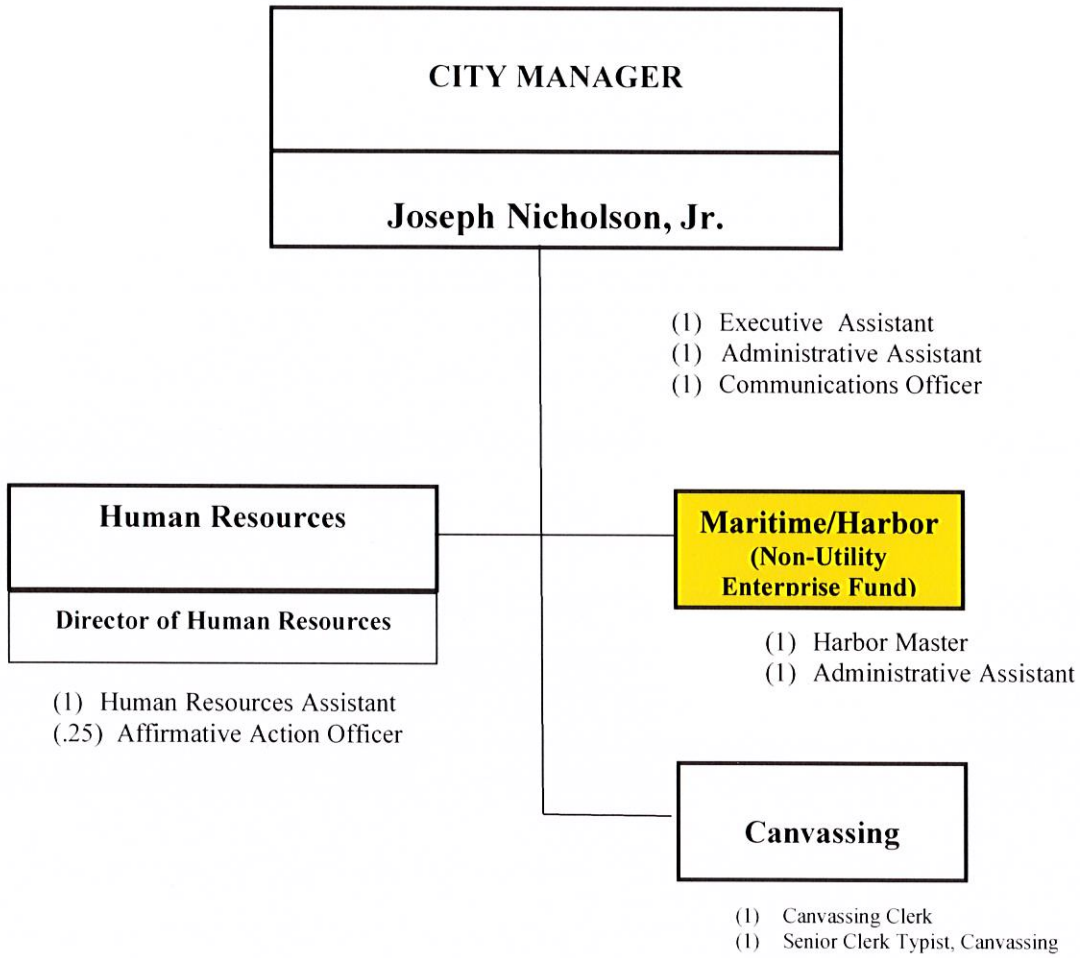 CITY MANAGER
Joseph Nicholson, Jr.
(1) Executive Assistant
(1) Administrative Assistant
(1) Communications Officer
Human Resources
Director of Human Resources
(1) Human Resources Assistant
(.25) Affirmative Action Officer
Maritime/Harbor
(Non-Utility
Enterprise Fund)
(1) Harbor Master
(1) Administrative Assistant
Canvassing
(1) Canvassing Clerk
(1) Senior Clerk Typist, Canvassing